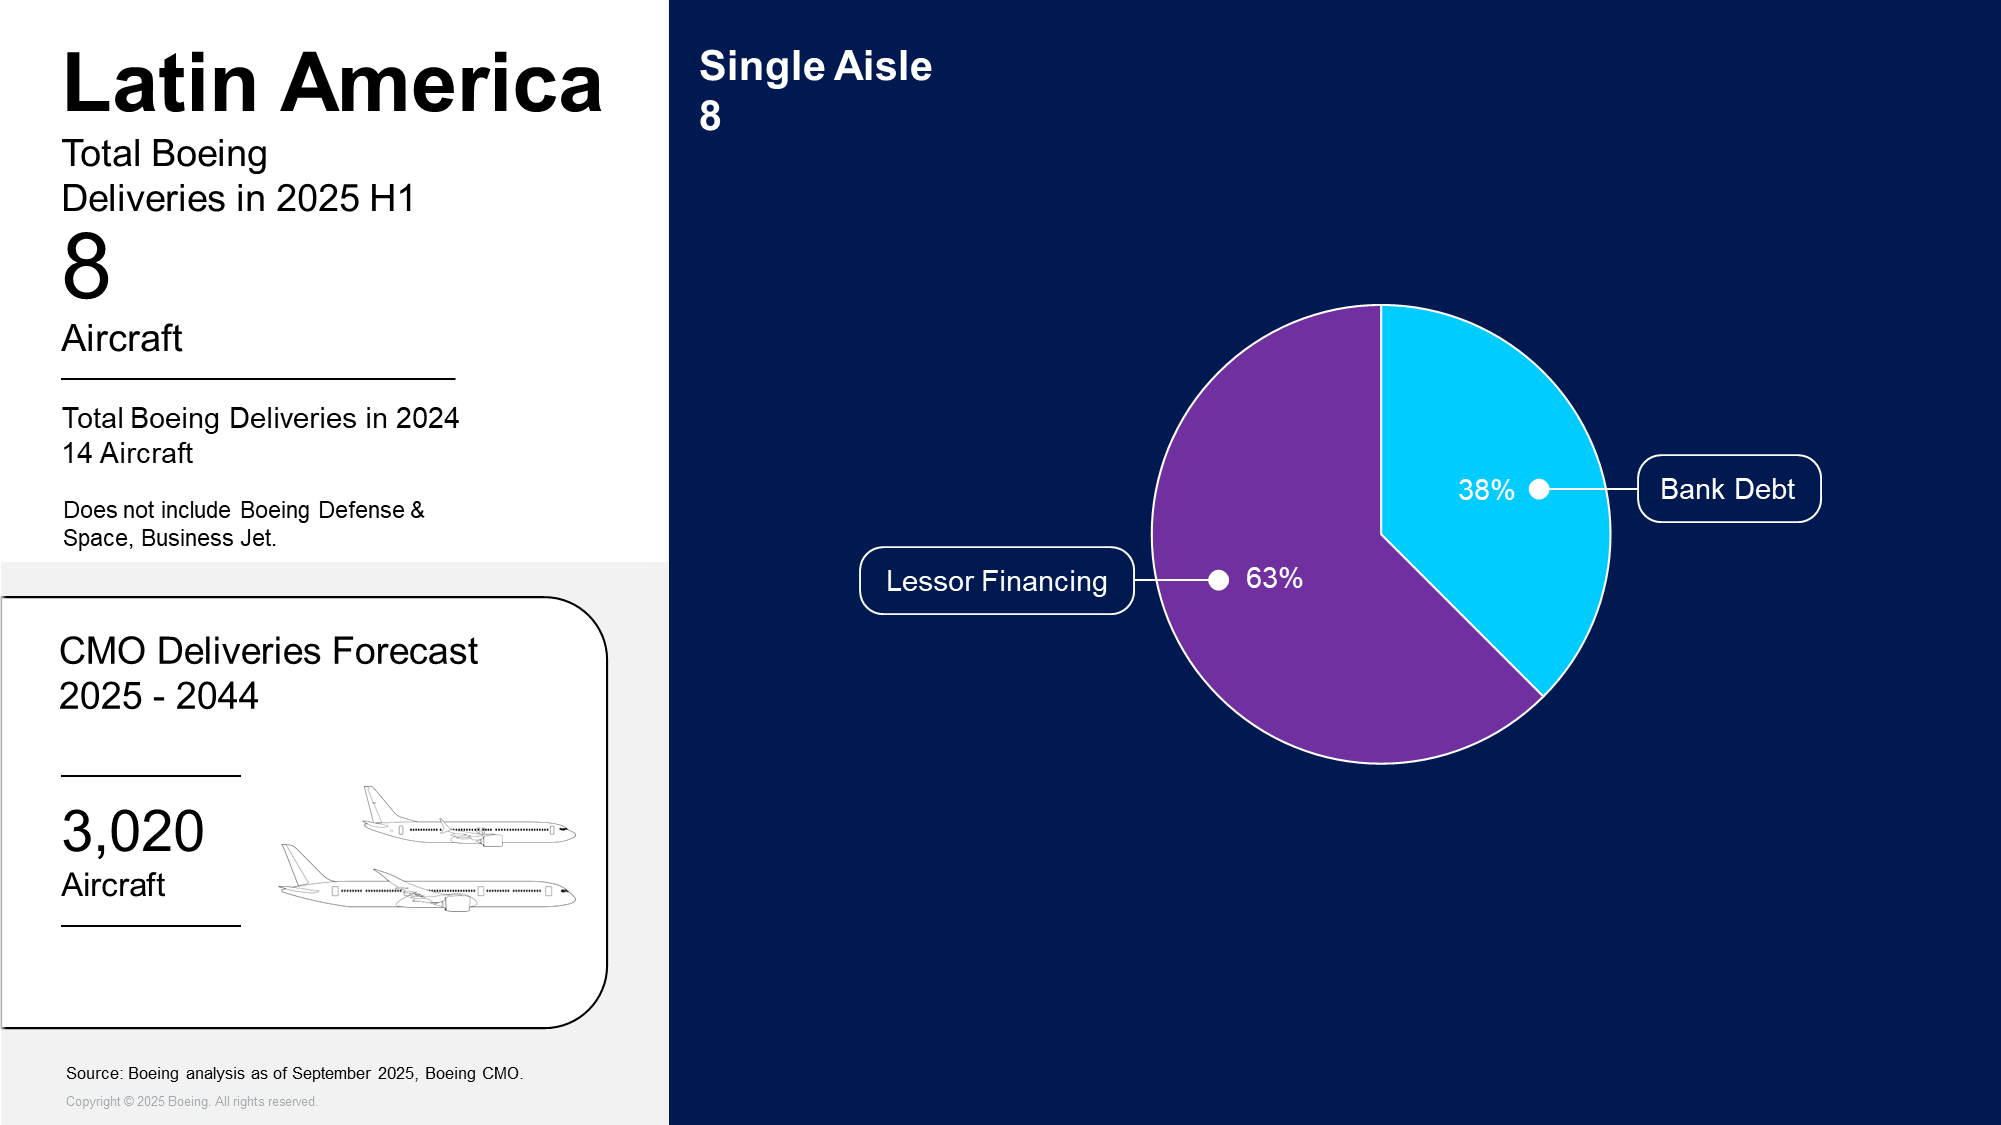 Latin America
Total Boeing
Deliveries in 2025 H1
8
Aircraft
Total Boeing Deliveries in 2024
14 Aircraft
Does not include Boeing Defense &
Space, Business Jet.
CMO Deliveries Forecast
2025 - 2044
3,020
Aircraft
Source: Boeing analysis as of September 2025, Boeing CMO.
Copyright © 2025 Boeing. All rights reserved.
Single Aisle
8
38%
Bank Debt
Lessor Financing
63%